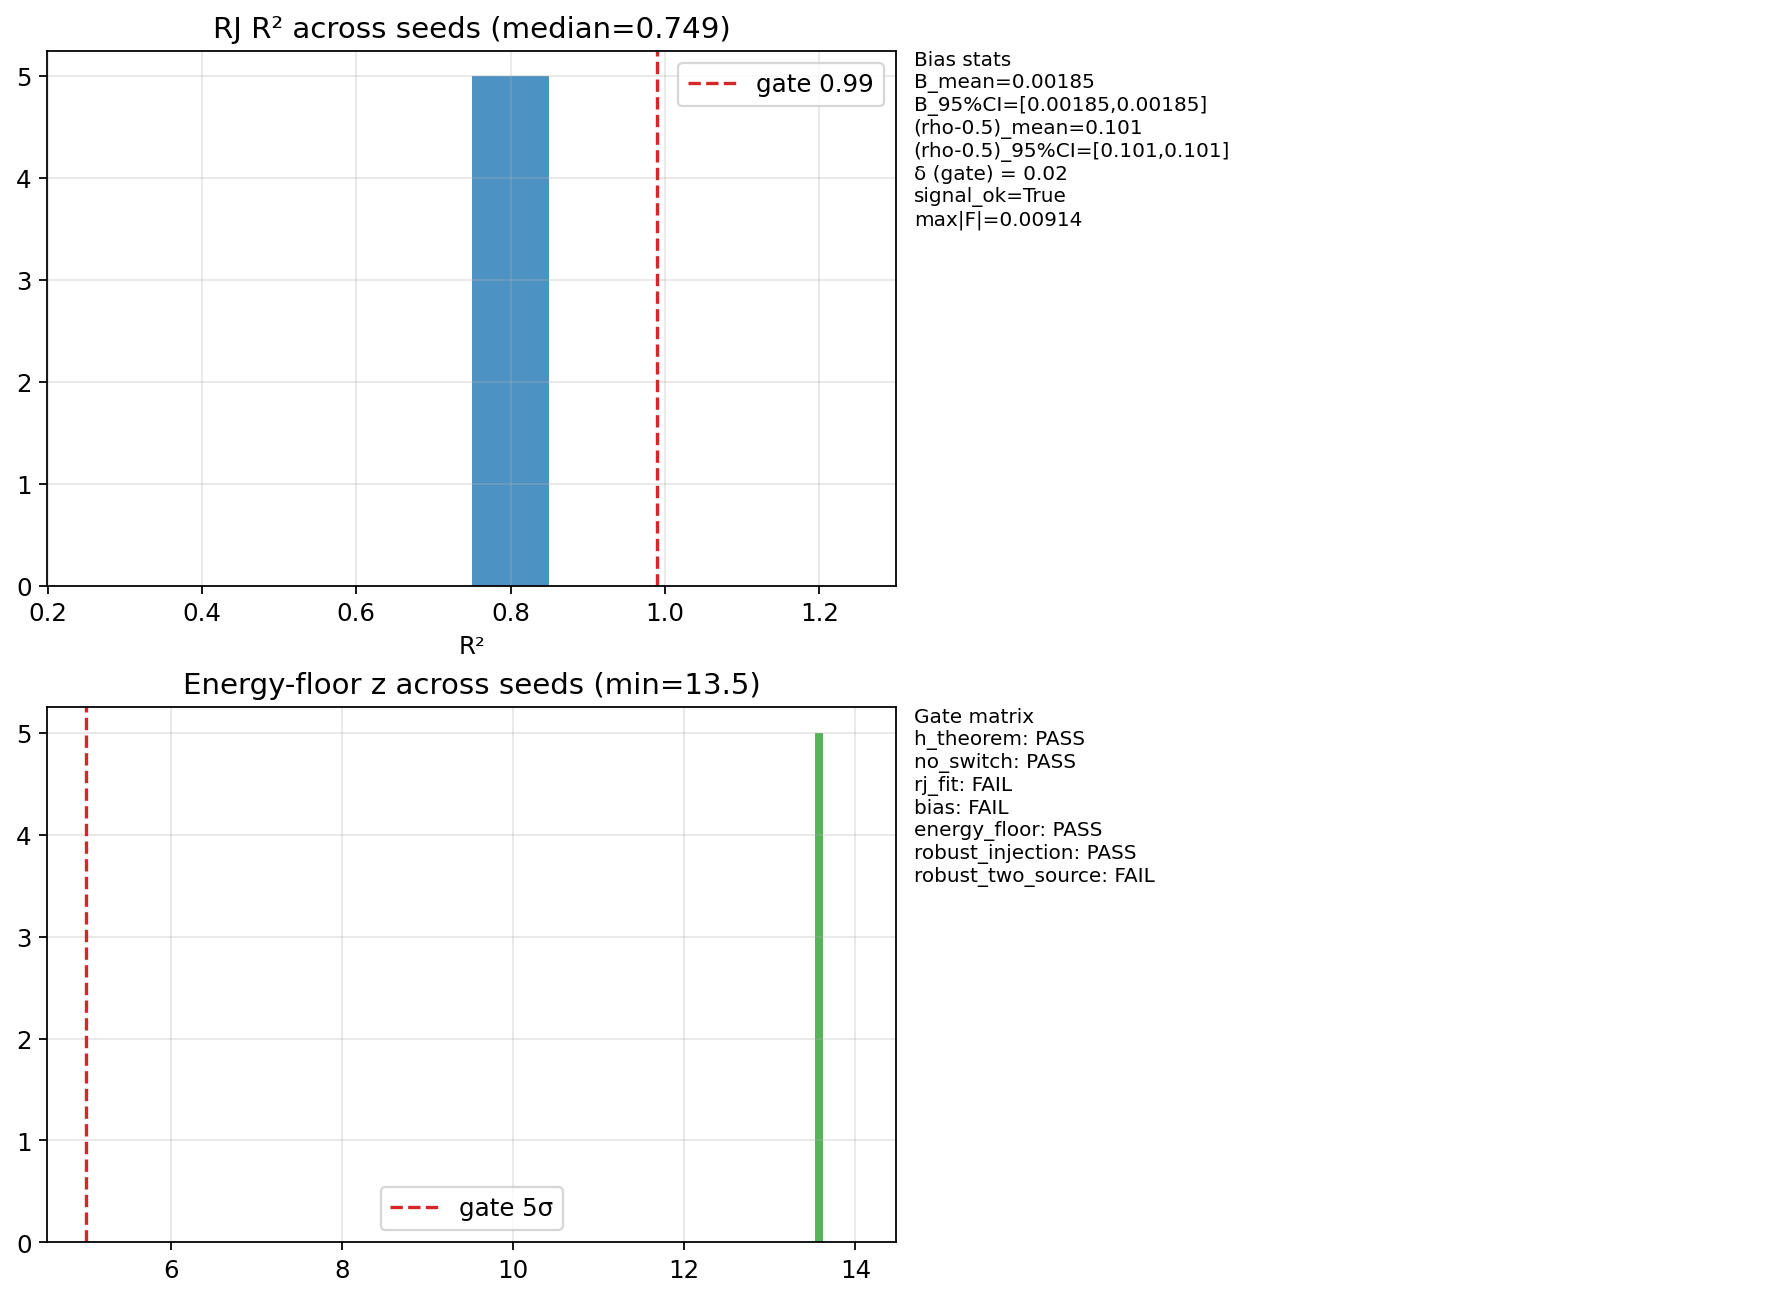 RJ R² across seeds (median=0.749)
5
4
3
2
1
0
gate 0.99
0.2 0.4 0.6 0.8 1.0 1.2
R²
Bias stats
B_mean=0.00185
B_95%CI=[0.00185,0.00185]
(rho-0.5)_mean=0.101
(rho-0.5)_95%CI=[0.101,0.101]
δ (gate) = 0.02
signal_ok=True
max|F|=0.00914
Energy-floor z across seeds (min=13.5)
5
4
3
2
1
0
gate 5σ
6 8 10 12 14
Gate matrix
h_theorem: PASS
no_switch: PASS
rj_fit: FAIL
bias: FAIL
energy_floor: PASS
robust_injection: PASS
robust_two_source: FAIL